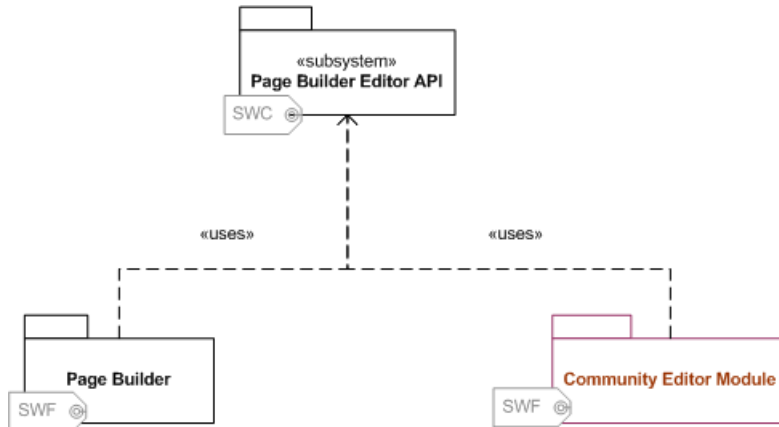 «subsystem»
Page Builder Editor API
SWC
«uses» «uses»
Page Builder
Community Editor Module
SWF
SWF